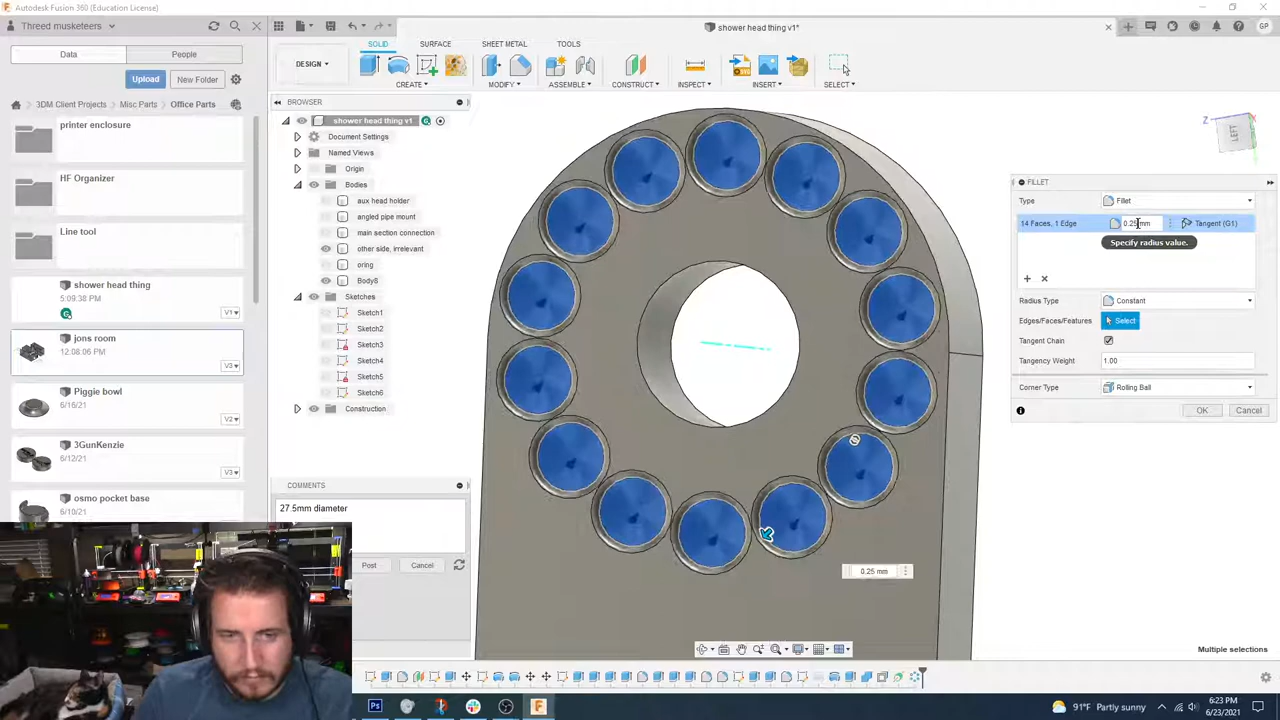 Autodesk Fusion 360 (Education License)
Threed musketeers
shower head thing v1*
GP
Data
People
Upload
New Folder
3DM Client Projects
Misc Parts
Office Parts
printer enclosure
HF Organizer
Line tool
shower head thing
5:09:38 PM
V1
jons room
12:08:06 PM
V3
Piggie bowl
6/16/21
V2
3GunKenzie
6/12/21
V3
osmo pocket base
6/10/21
SOLID
SURFACE
SHEET METAL
TOOLS
DESIGN
CREATE
MODIFY
ASSEMBLE
CONSTRUCT
INSPECT
INSERT
SELECT
BROWSER
shower head thing v1
Document Settings
Named Views
Origin
Bodies
aux head holder
angled pipe mount
main section connection
other side, irrelevant
oring
Body8
Sketches
Sketch1
Sketch2
Sketch3
Sketch4
Sketch5
Sketch6
Construction
COMMENTS
27.5mm diameter
Post
Cancel
Z
LEFT
FILLET
Type
Fillet
14 Faces, 1 Edge
0.25 mm
Tangent (G1)
Specify radius value.
Radius Type
Constant
Edges/Faces/Features
Select
Tangent Chain
Tangency Weight
1.00
Corner Type
Rolling Ball
OK
Cancel
0.25 mm
Multiple selections
91°F Partly sunny
6:23 PM
6/23/2021